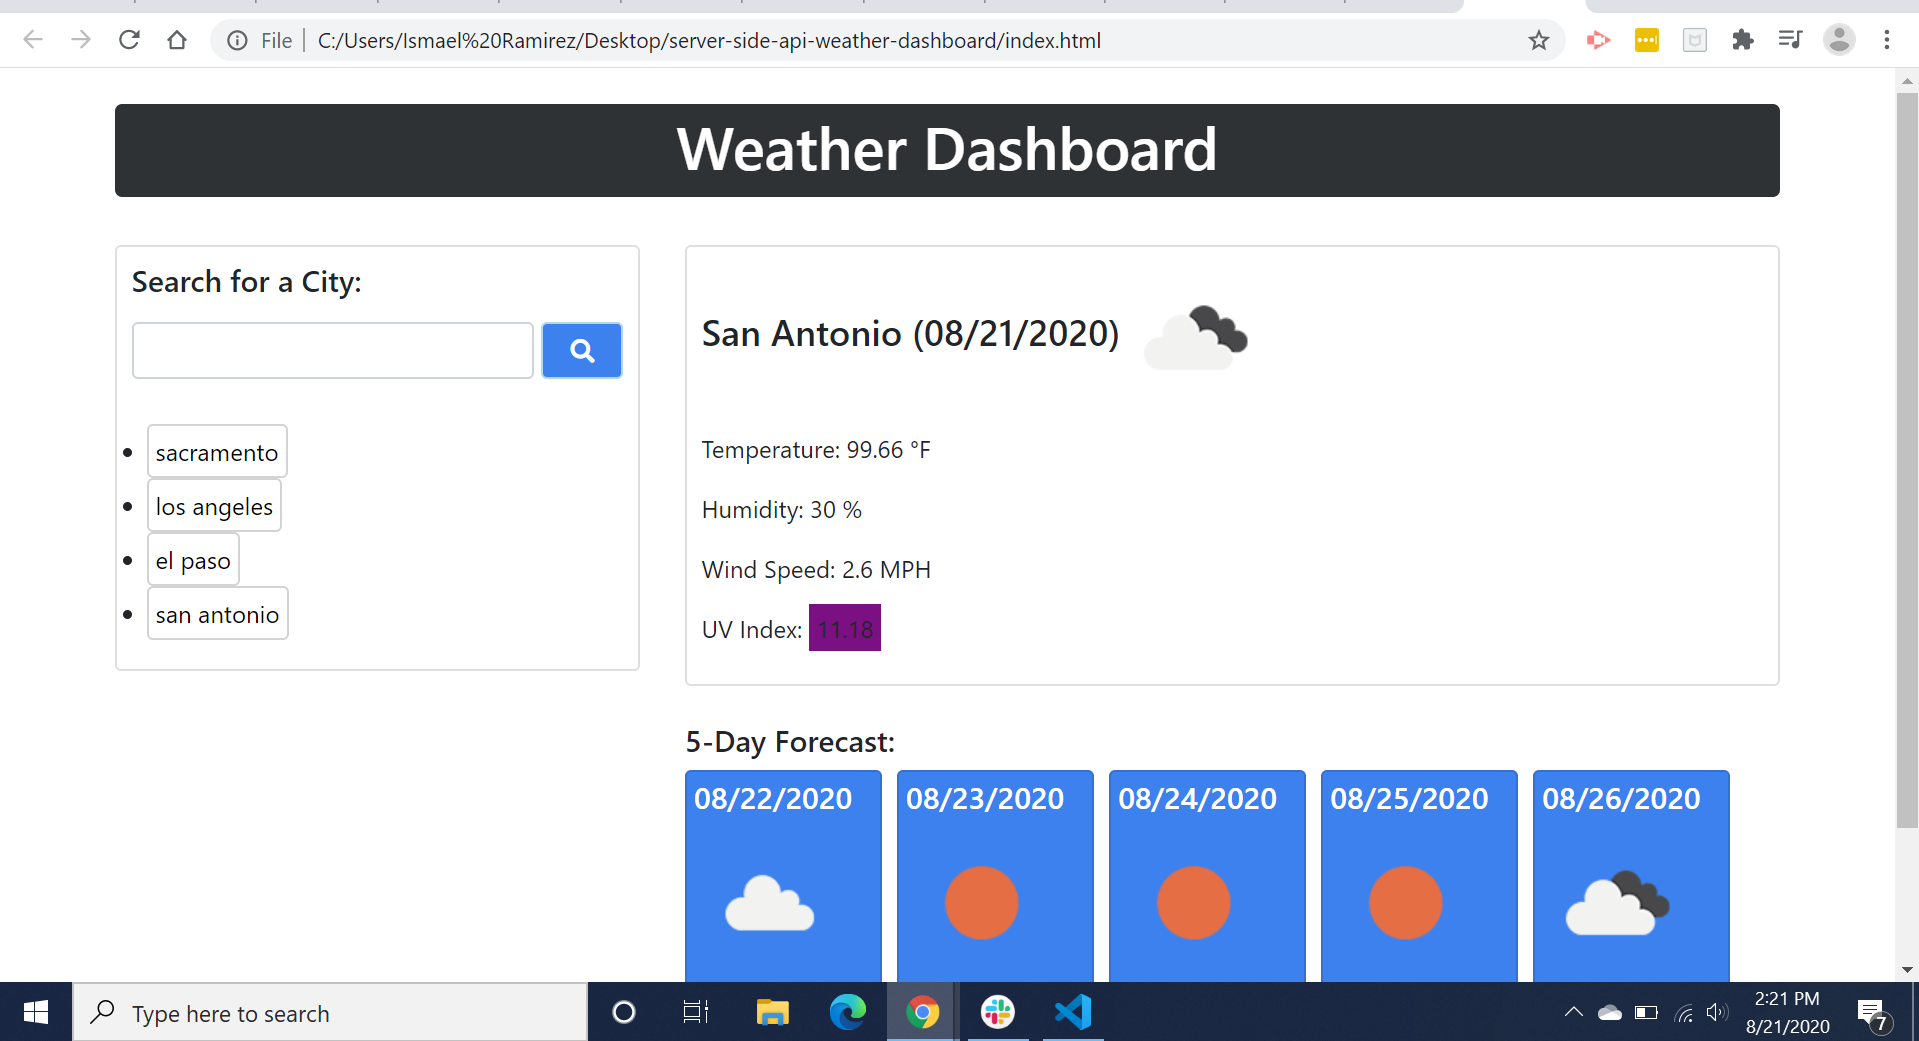 File
C:/Users/Ismael%20Ramirez/Desktop/server-side-api-weather-dashboard/index.html
Weather Dashboard
Search for a City:
sacramento
los angeles
el paso
san antonio
San Antonio (08/21/2020)
Temperature: 99.66 °F
Humidity: 30 %
Wind Speed: 2.6 MPH
UV Index: 11.18
5-Day Forecast:
08/22/2020 08/23/2020 08/24/2020 08/25/2020 08/26/2020
Type here to search
2:21 PM
8/21/2020
7